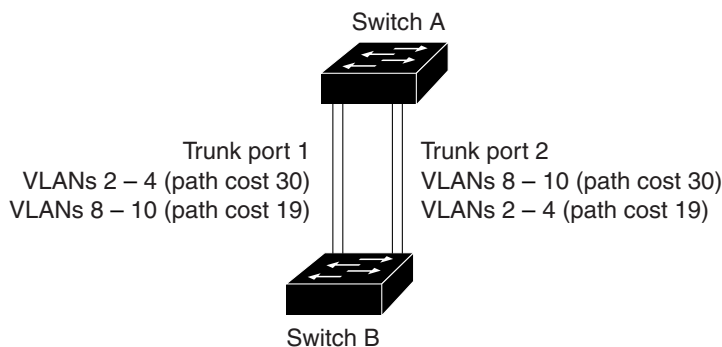 Switch A
Trunk port 1
VLANs 2 – 4 (path cost 30)
VLANs 8 – 10 (path cost 19)
Trunk port 2
VLANs 8 – 10 (path cost 30)
VLANs 2 – 4 (path cost 19)
Switch B